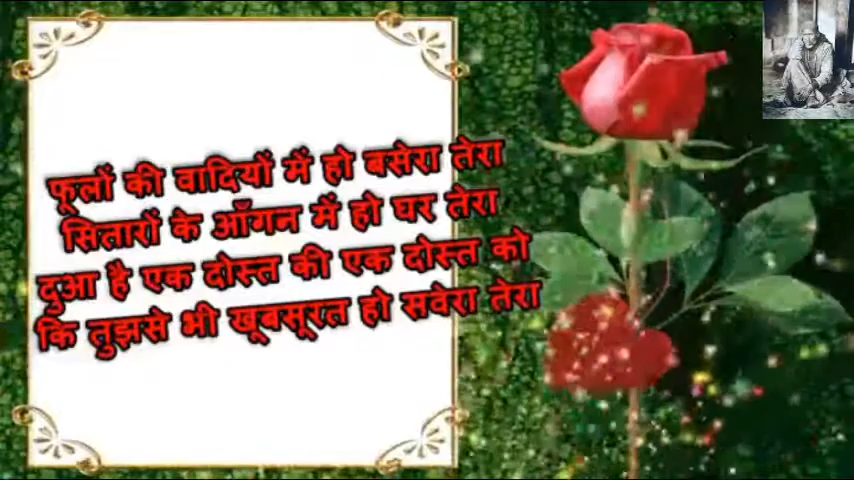 फूलों की वादियों में हो बसेरा तेरा
सितारों के आँगन में हो घर तेरा
दुआ है एक दोस्त की एक दोस्त को
कि तुझसे भी खूबसूरत हो सवेरा तेरा